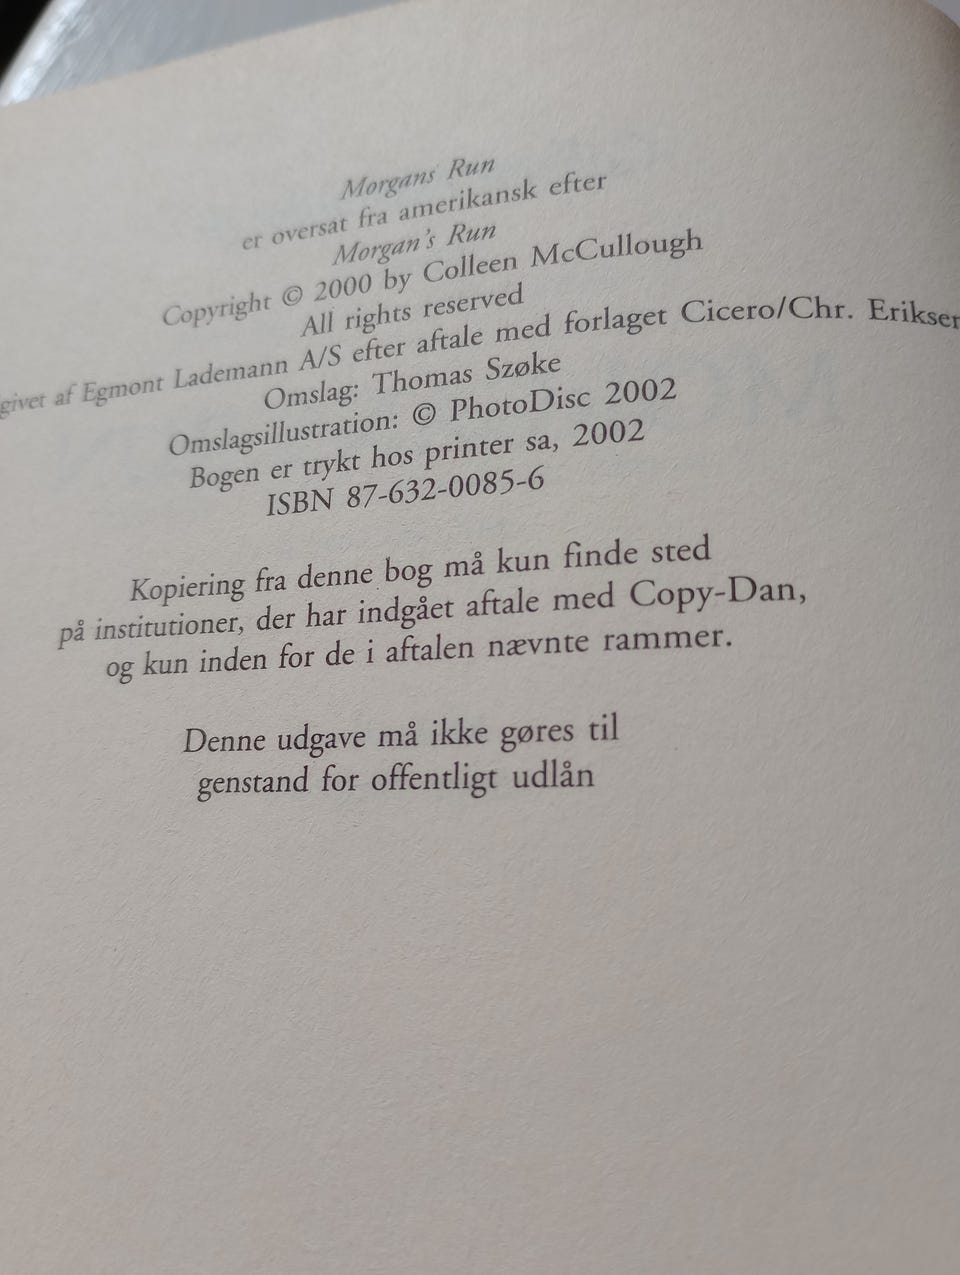 Morgans Run
er oversat fra amerikansk efter
Morgan's Run
Copyright © 2000 by Colleen McCullough
All rights reserved
givet af Egmont Lademann A/S efter aftale med forlaget Cicero/Chr. Erikser
Omslag: Thomas Szøke
Omslagsillustration: © PhotoDisc 2002
Bogen er trykt hos printer sa, 2002
ISBN 87-632-0085-6
Kopiering fra denne bog må kun finde sted
på institutioner, der har indgået aftale med Copy-Dan,
og kun inden for de i aftalen nævnte rammer.
Denne udgave må ikke gøres til
genstand for offentligt udlån